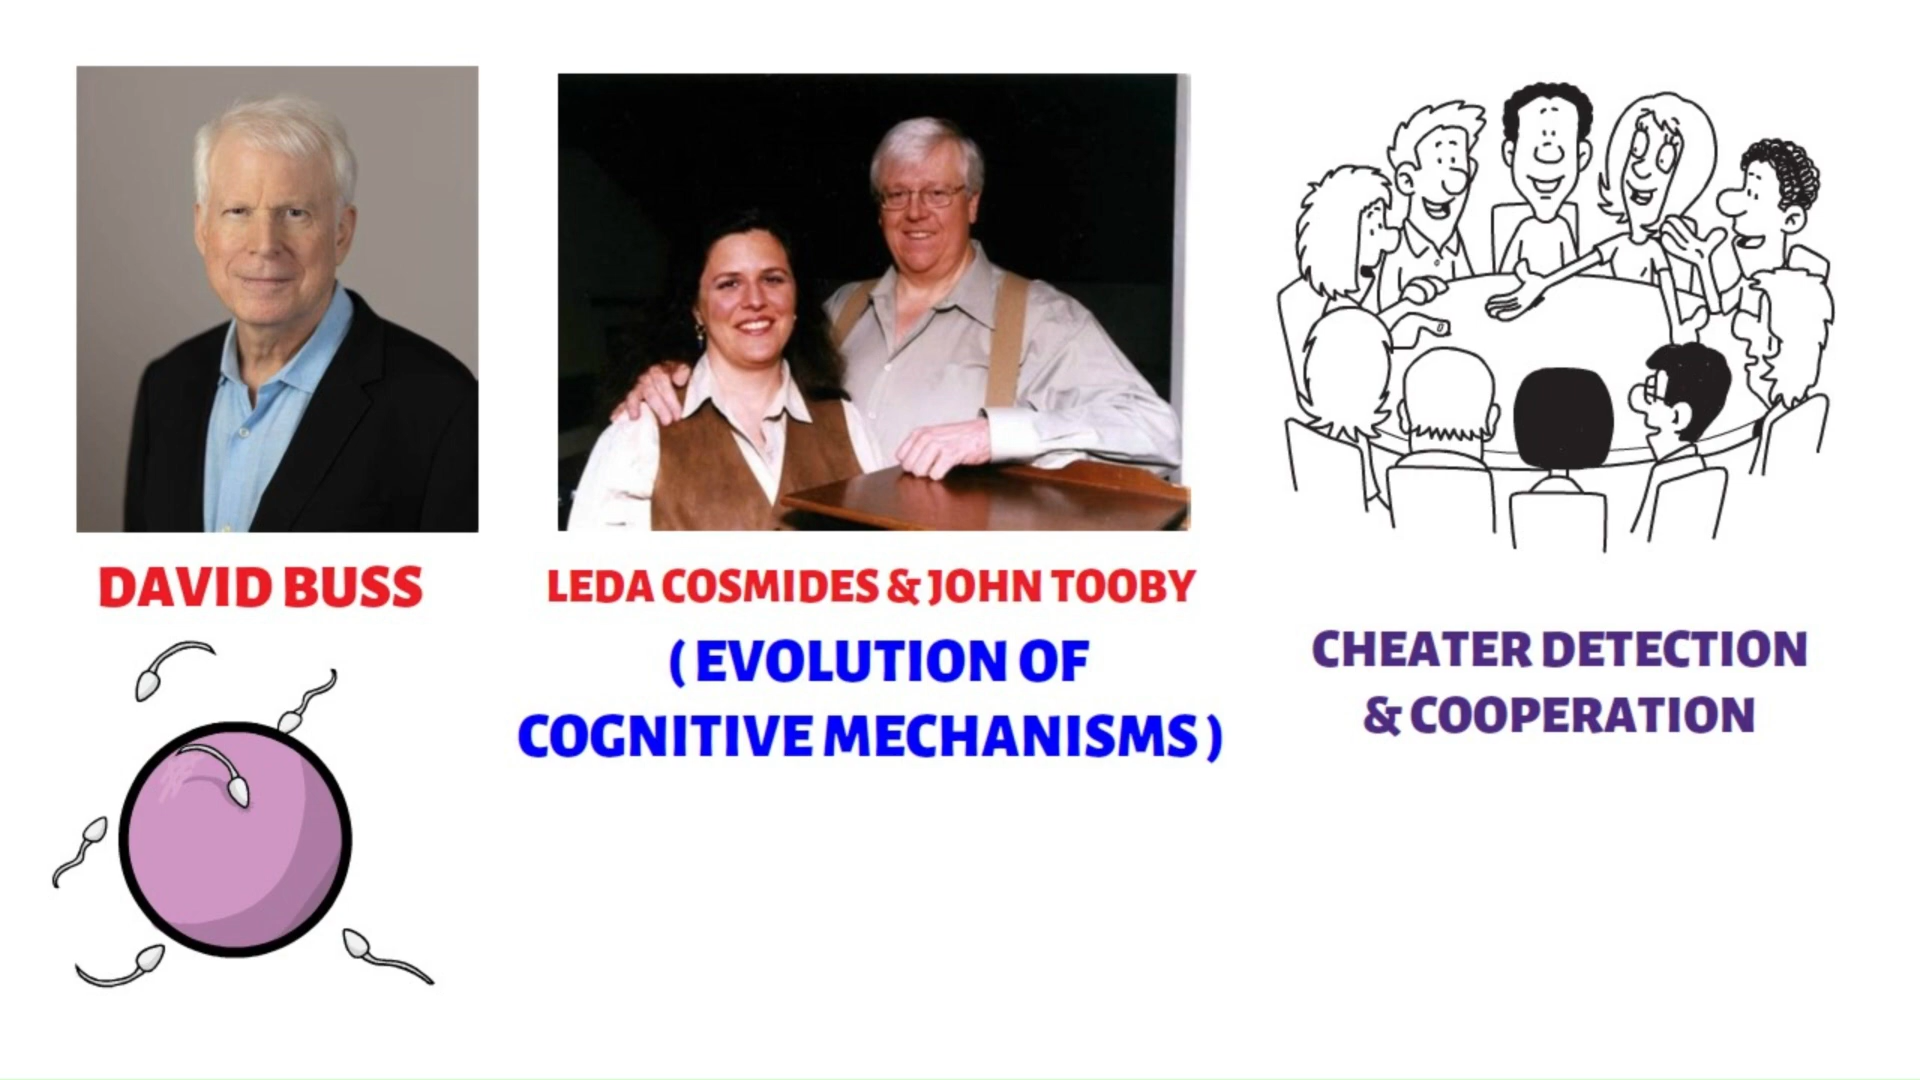 DAVID BUSS
LEDA COSMIDES & JOHN TOOBY
( EVOLUTION OF
COGNITIVE MECHANISMS )
CHEATER DETECTION
& COOPERATION